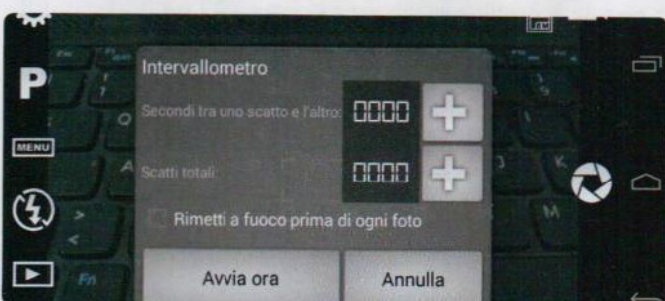 P
MENU
Fn
Intervallometro
Secondi tra uno scatto e l'altro: 0000 +
Scatti totali: 0000 +
Rimetti a fuoco prima di ogni foto
Avvia ora Annulla